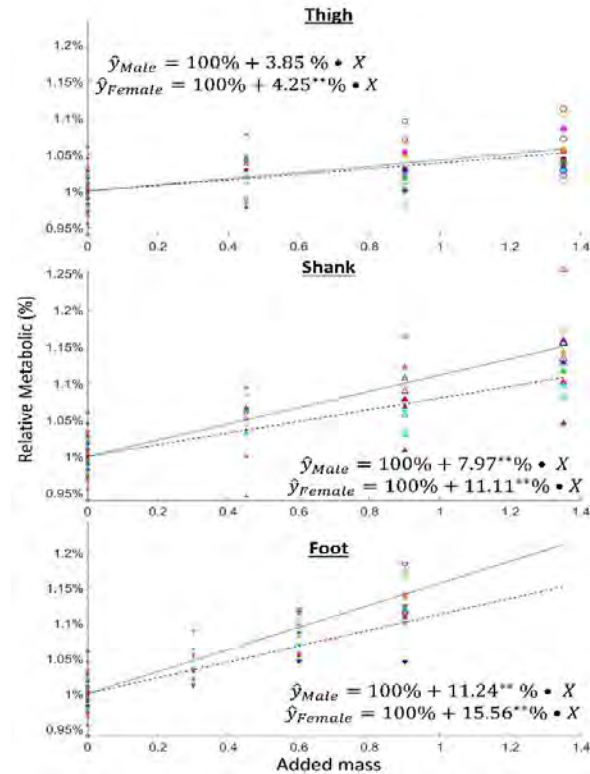 Thigh
1.2%
ŷMale = 100% + 3.85 % • X
ŷFemale = 100% + 4.25**% • X
1.15%
1.1%
1.05%
1%
0.95%
0 0.2 0.4 0.6 0.8 1 1.2 1.4
Shank
1.25%
1.2%
1.15%
1.1%
1.05%
1%
0.95%
ŷMale = 100% + 7.97**% • X
ŷFemale = 100% + 11.11**% • X
0 0.2 0.4 0.6 0.8 1 1.2 1.4
Relative Metabolic (%)
Foot
1.2%
1.15%
1.1%
1.05%
1%
0.95%
ŷMale = 100% + 11.24** % • X
ŷFemale = 100% + 15.56**% • X
0 0.2 0.4 0.6 0.8 1 1.2 1.4
Added mass